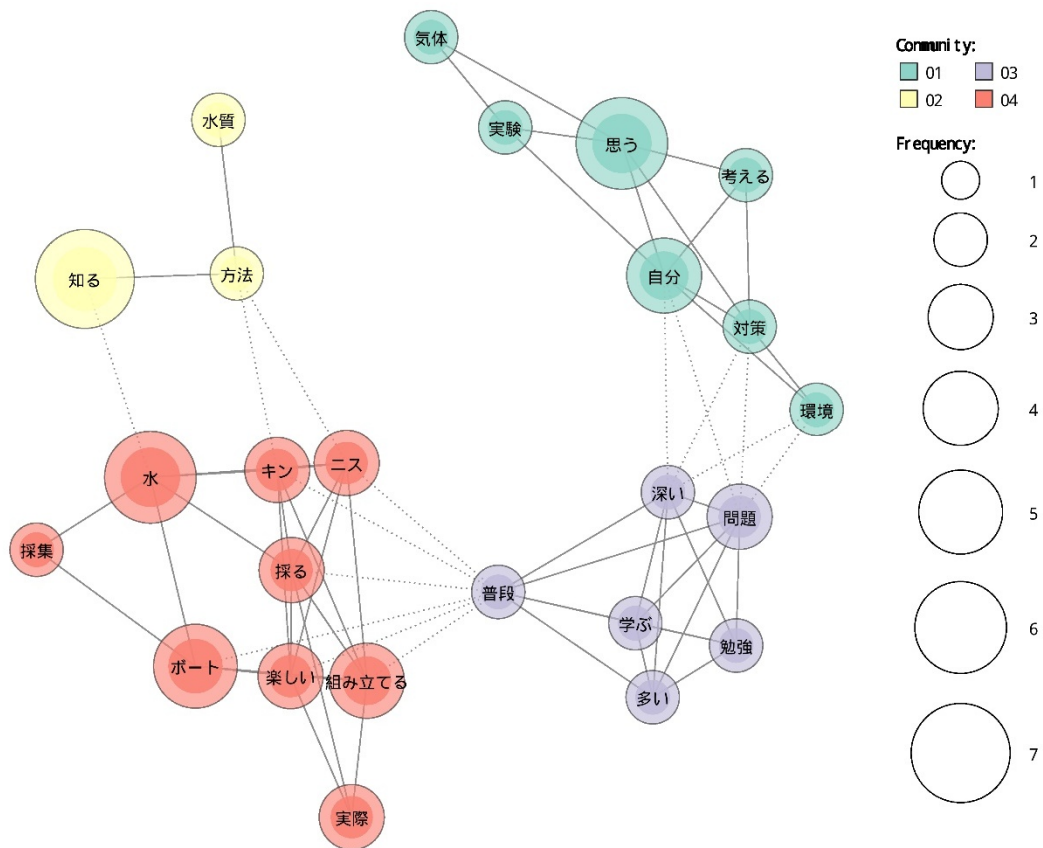 気体
水質
実験
思う
考える
知る
方法
自分
対策
環境
水
キン
ニス
深い
問題
採集
採る
普段
学ぶ
勉強
ボート
楽しい
組み立てる
多い
実際
Community:
01
03
02
04
Frequency:
1
2
3
4
5
6
7